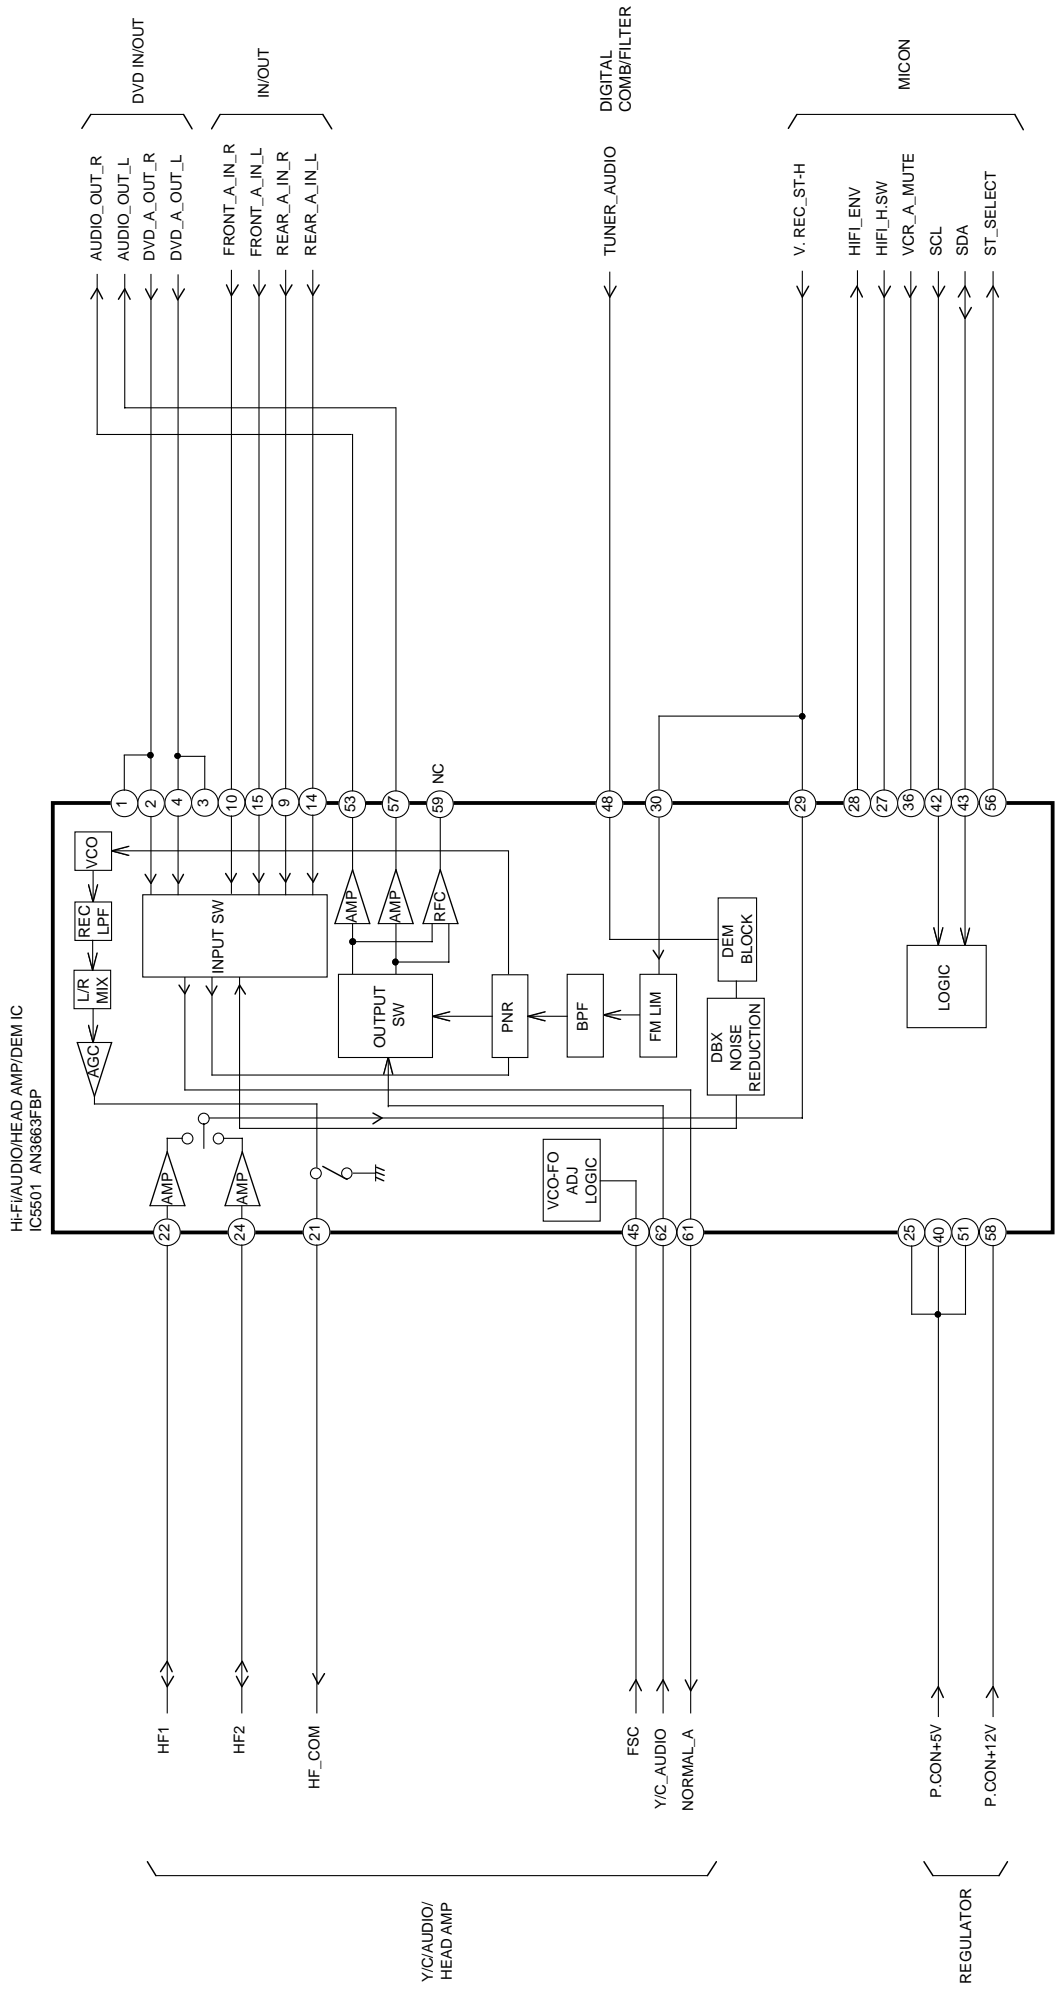 Hi-Fi/AUDIO/HEAD AMP/DEM IC
IC5501 AN3663FBP
Y/C/AUDIO/
HEAD AMP
HF1
HF2
HF_COM
FSC
Y/C_AUDIO
NORMAL_A
REGULATOR
P.CON+5V
P.CON+12V
22
24
21
45
62
61
25
40
51
58
AMP
AMP
AGC
L/R
MIX
REC
LPF
VCO
INPUT SW
OUTPUT
SW
AMP
AMP
RFC
PNR
BPF
FM LIM
VCO-FO
ADJ
LOGIC
DBX
NOISE
REDUCTION
DEM
BLOCK
LOGIC
1
2
4
3
10
15
9
14
53
57
59
NC
48
30
29
28
27
36
42
43
56
AUDIO_OUT_R
AUDIO_OUT_L
DVD_A_OUT_R
DVD_A_OUT_L
DVD IN/OUT
FRONT_A_IN_R
FRONT_A_IN_L
REAR_A_IN_R
REAR_A_IN_L
IN/OUT
TUNER_AUDIO
DIGITAL
COMB/FILTER
V. REC_ST-H
HIFI_ENV
HIFI_H.SW
VCR_A_MUTE
SCL
SDA
ST_SELECT
MICON